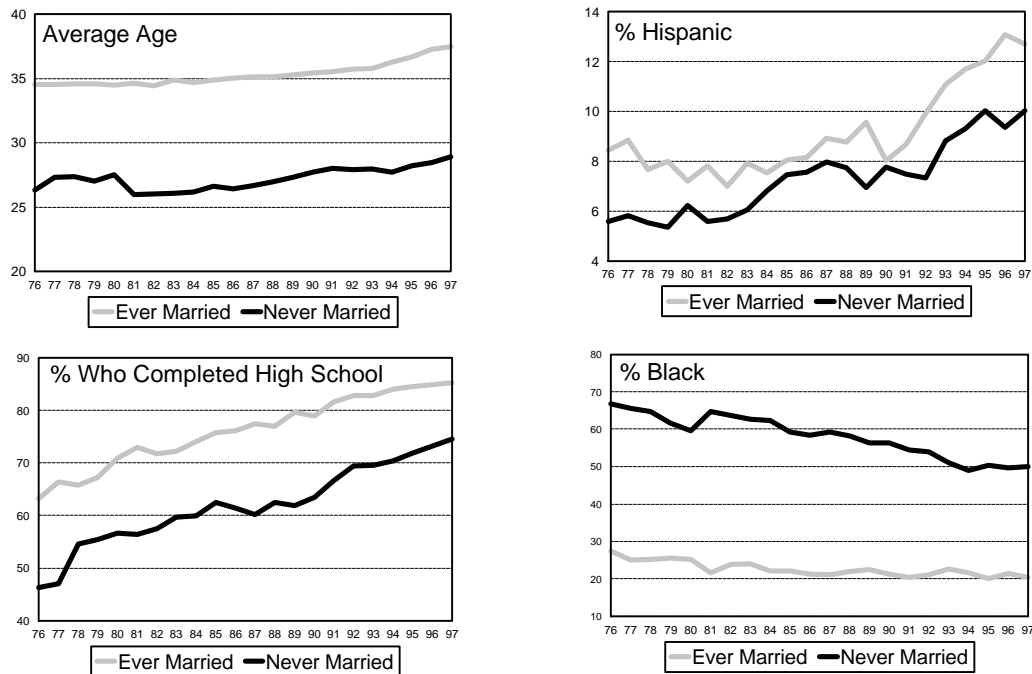 Average Age
40
35
30
25
20
76 77 78 79 80 81 82 83 84 85 86 87 88 89 90 91 92 93 94 95 96 97
Ever Married Never Married
% Hispanic
14
12
10
8
6
4
76 77 78 79 80 81 82 83 84 85 86 87 88 89 90 91 92 93 94 95 96 97
Ever Married Never Married
% Who Completed High School
90
80
70
60
50
40
76 77 78 79 80 81 82 83 84 85 86 87 88 89 90 91 92 93 94 95 96 97
Ever Married Never Married
% Black
80
70
60
50
40
30
20
10
76 77 78 79 80 81 82 83 84 85 86 87 88 89 90 91 92 93 94 95 96 97
Ever Married Never Married